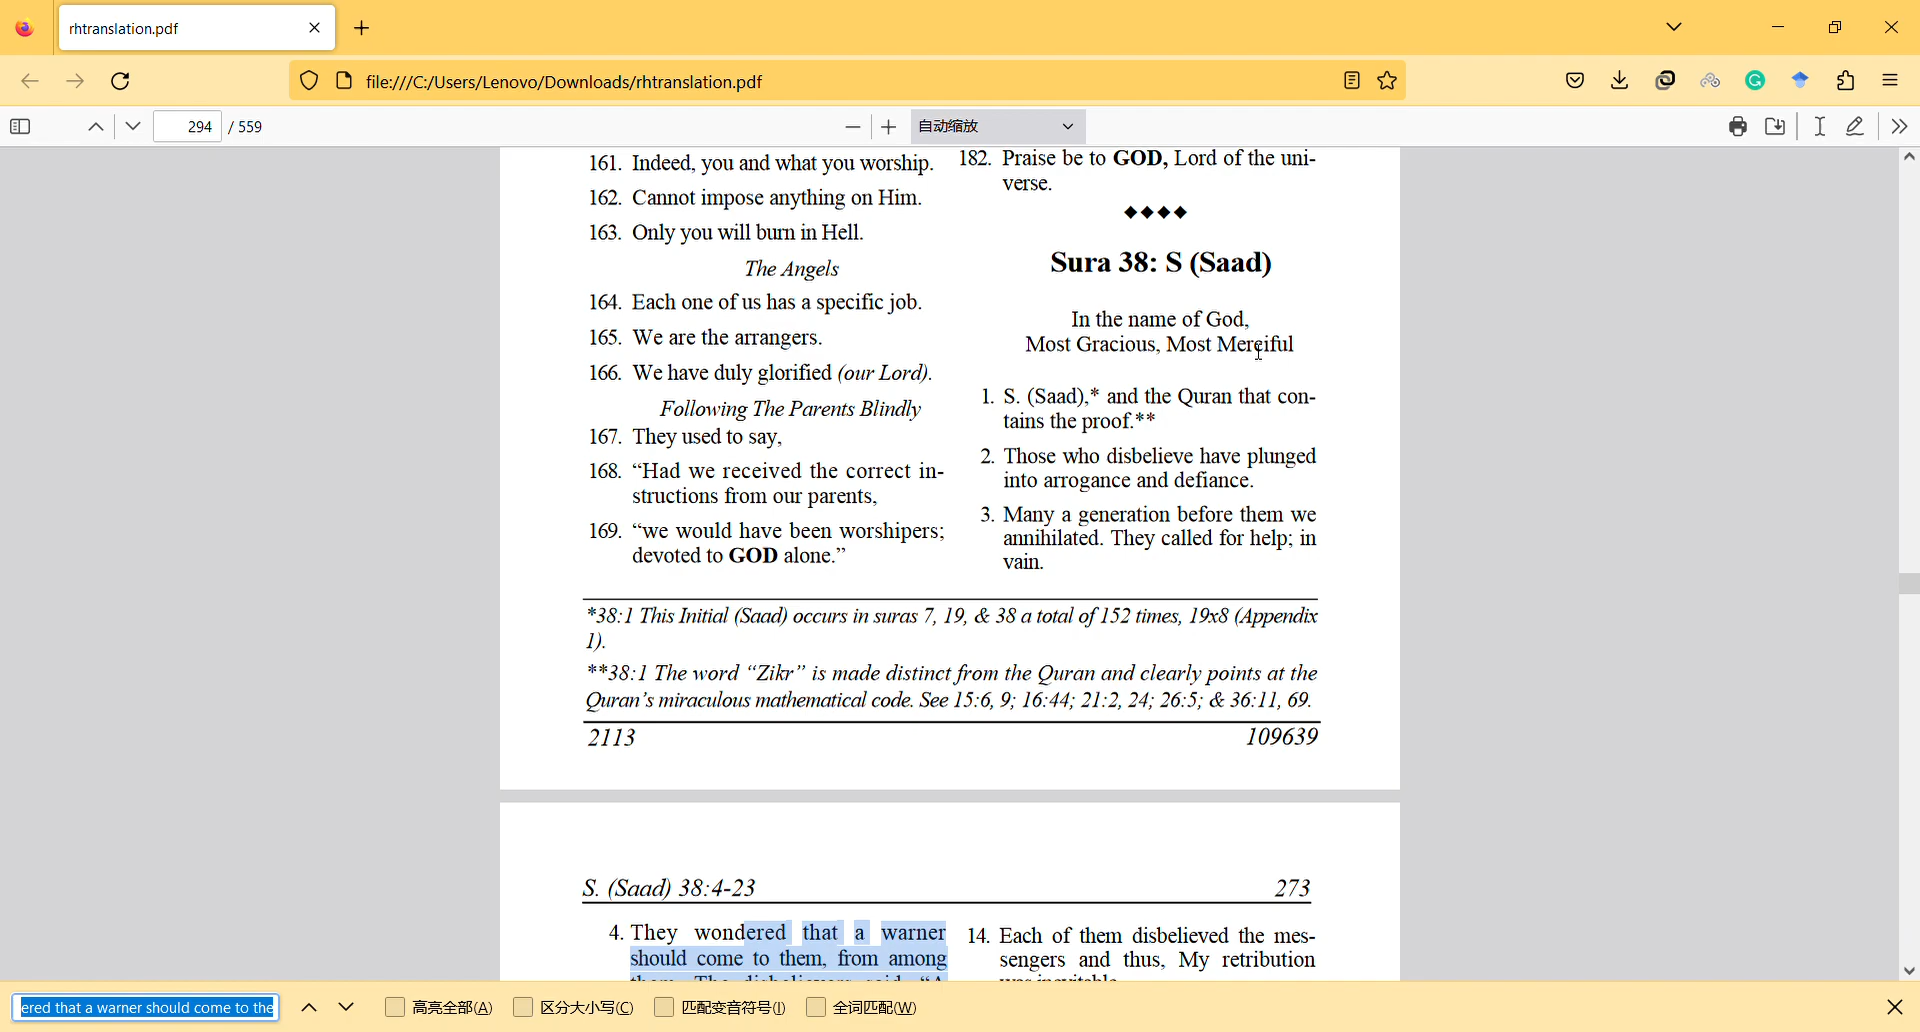 rhtranslation.pdf
file:///C:/Users/Lenovo/Downloads/rhtranslation.pdf
294 / 559
自动缩放
161. Indeed, you and what you worship.
162. Cannot impose anything on Him.
163. Only you will burn in Hell.
The Angels
164. Each one of us has a specific job.
165. We are the arrangers.
166. We have duly glorified (our Lord).
Following The Parents Blindly
167. They used to say,
168. “Had we received the correct in-
structions from our parents,
169. “we would have been worshipers;
devoted to GOD alone.”
182. Praise be to GOD, Lord of the uni-
verse.
◆◆◆◆
Sura 38: S (Saad)
In the name of God,
Most Gracious, Most Merciful
1. S. (Saad),* and the Quran that con-
tains the proof.**
2. Those who disbelieve have plunged
into arrogance and defiance.
3. Many a generation before them we
annihilated. They called for help; in
vain.
*38:1 This Initial (Saad) occurs in suras 7, 19, & 38 a total of 152 times, 19x8 (Appendix
1).
**38:1 The word “Zikr” is made distinct from the Quran and clearly points at the
Quran’s miraculous mathematical code. See 15:6, 9; 16:44; 21:2, 24; 26:5; & 36:11, 69.
2113 109639
S. (Saad) 38:4-23 273
4. They wondered that a warner
should come to them, from among
them. The disbelievers said, “A
14. Each of them disbelieved the mes-
sengers and thus, My retribution
was inevitable.
ered that a warner should come to the
高亮全部(A) 区分大小写(C) 匹配变音符号(I) 全词匹配(W)